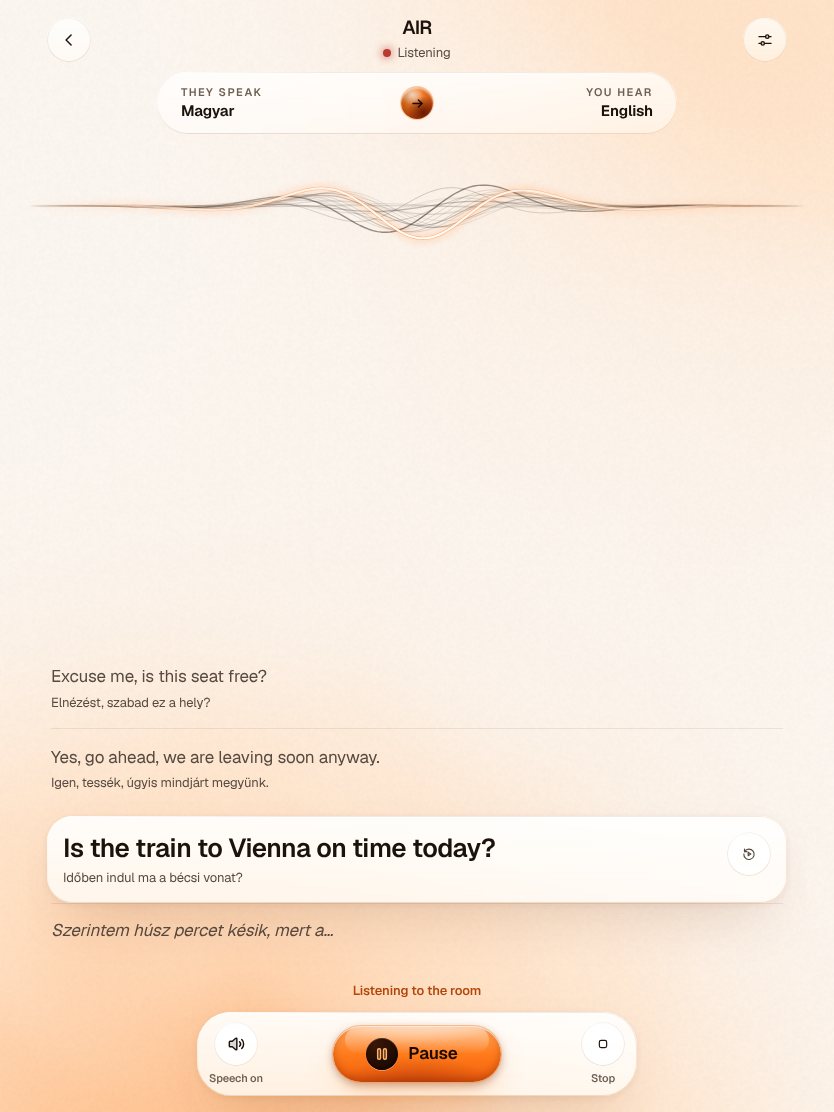 AIR
Listening
THEY SPEAK
Magyar
YOU HEAR
English
Excuse me, is this seat free?
Elnézést, szabad ez a hely?
Yes, go ahead, we are leaving soon anyway.
Igen, tessék, úgyis mindjárt megyünk.
Is the train to Vienna on time today?
Időben indul ma a bécsi vonat?
Szerintem húsz percet késik, mert a…
Listening to the room
Speech on
Pause
Stop